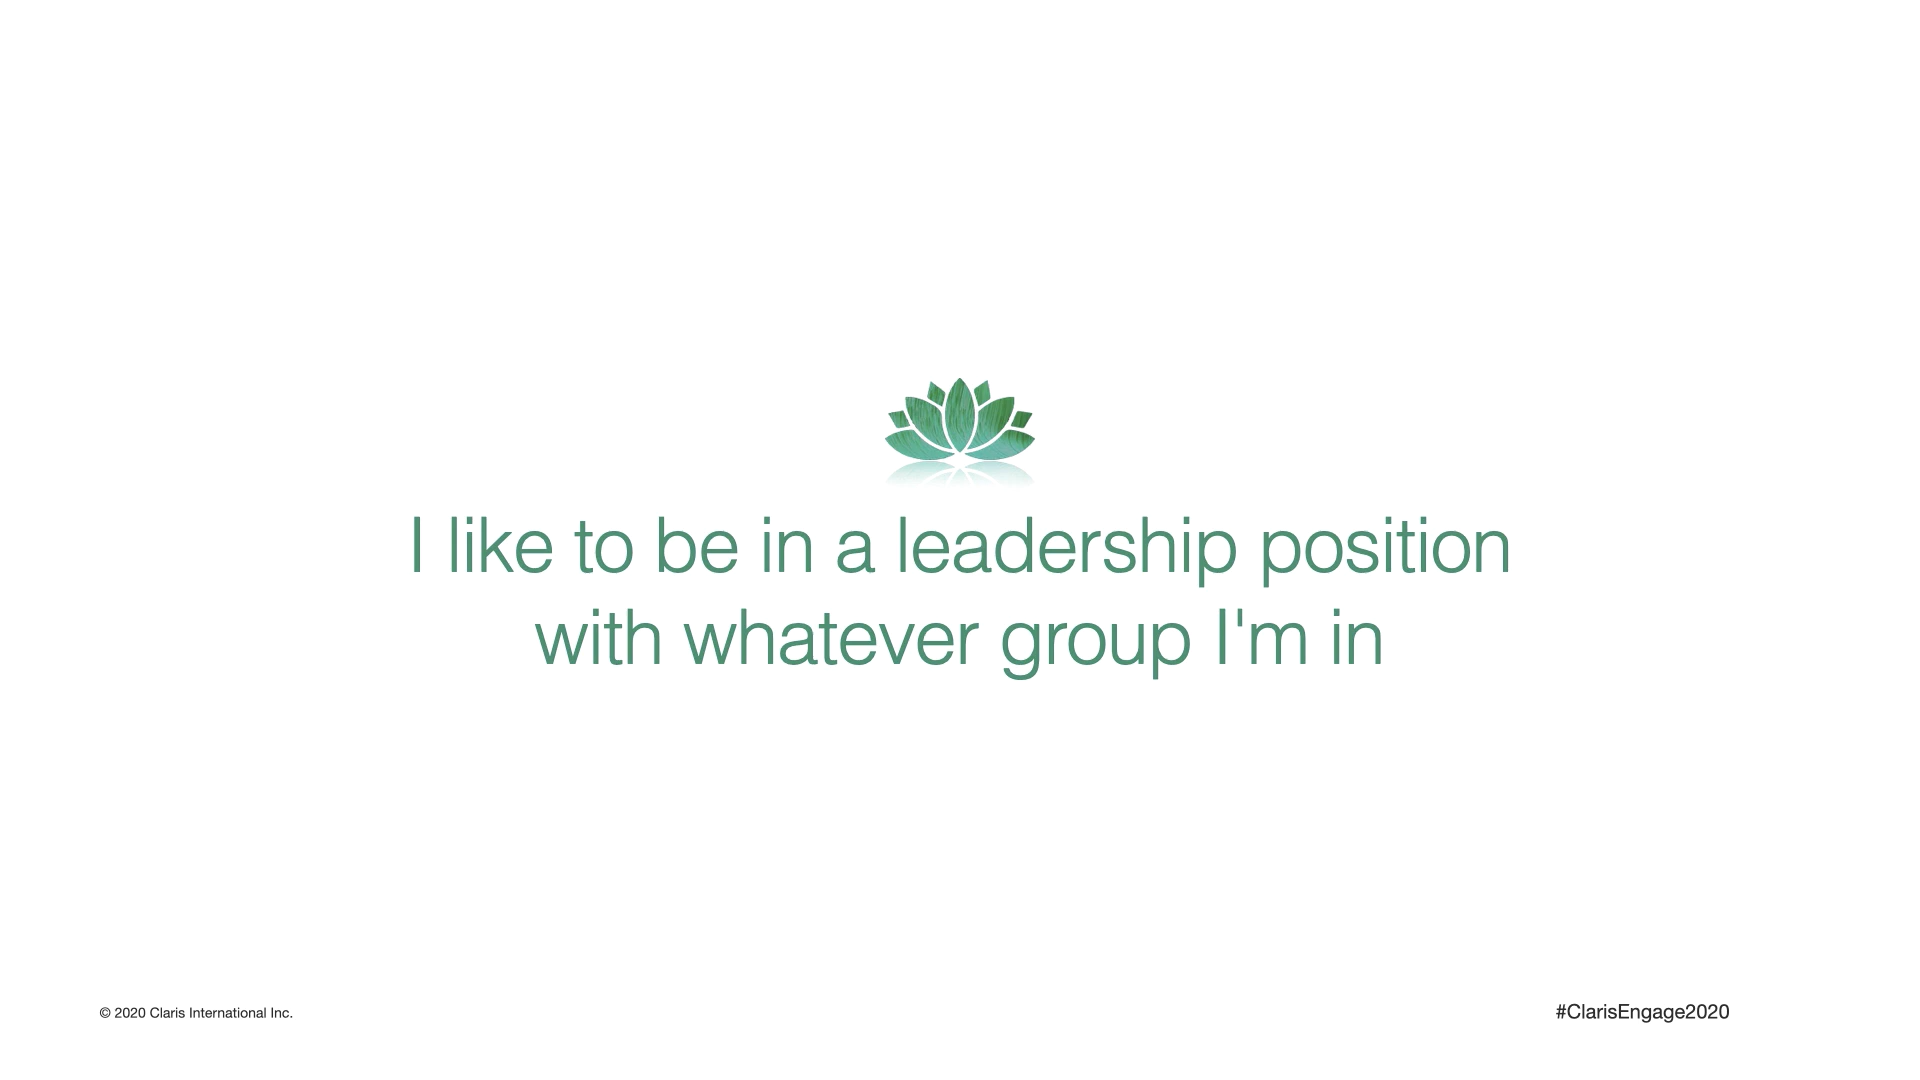 I like to be in a leadership position
with whatever group I'm in
© 2020 Claris International Inc.
#ClarisEngage2020